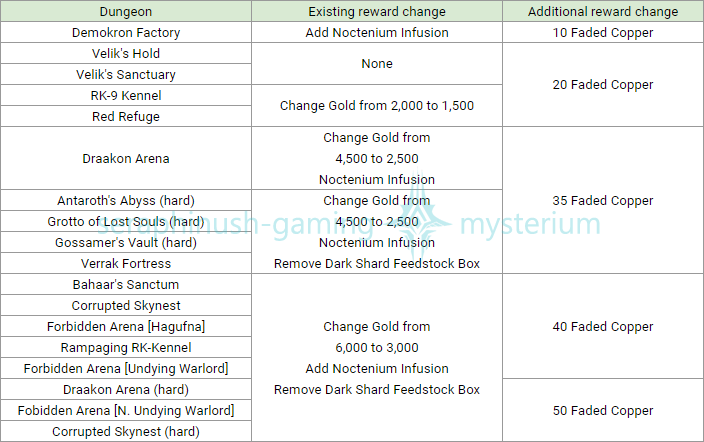 Dungeon Existing reward change Additional reward change
Demokron Factory Add Noctenium Infusion 10 Faded Copper
Velik's Hold
None
Velik's Sanctuary
20 Faded Copper
RK-9 Kennel
Change Gold from 2,000 to 1,500
Red Refuge
Change Gold from
Draakon Arena 4,500 to 2,500
Noctenium Infusion
Antaroth's Abyss (hard) Change Gold from
35 Faded Copper
Grotto of Lost Souls (hard) 4,500 to 2,500
seraphinush-gaming mysterium
Gossamer's Vault (hard) Noctenium Infusion
Verrak Fortress Remove Dark Shard Feedstock Box
Bahaar's Sanctum
Corrupted Skynest
Forbidden Arena [Hagufna] Change Gold from 40 Faded Copper
Rampaging RK-Kennel 6,000 to 3,000
Forbidden Arena [Undying Warlord] Add Noctenium Infusion
Draakon Arena (hard) Remove Dark Shard Feedstock Box
Fobidden Arena [N. Undying Warlord] 50 Faded Copper
Corrupted Skynest (hard)